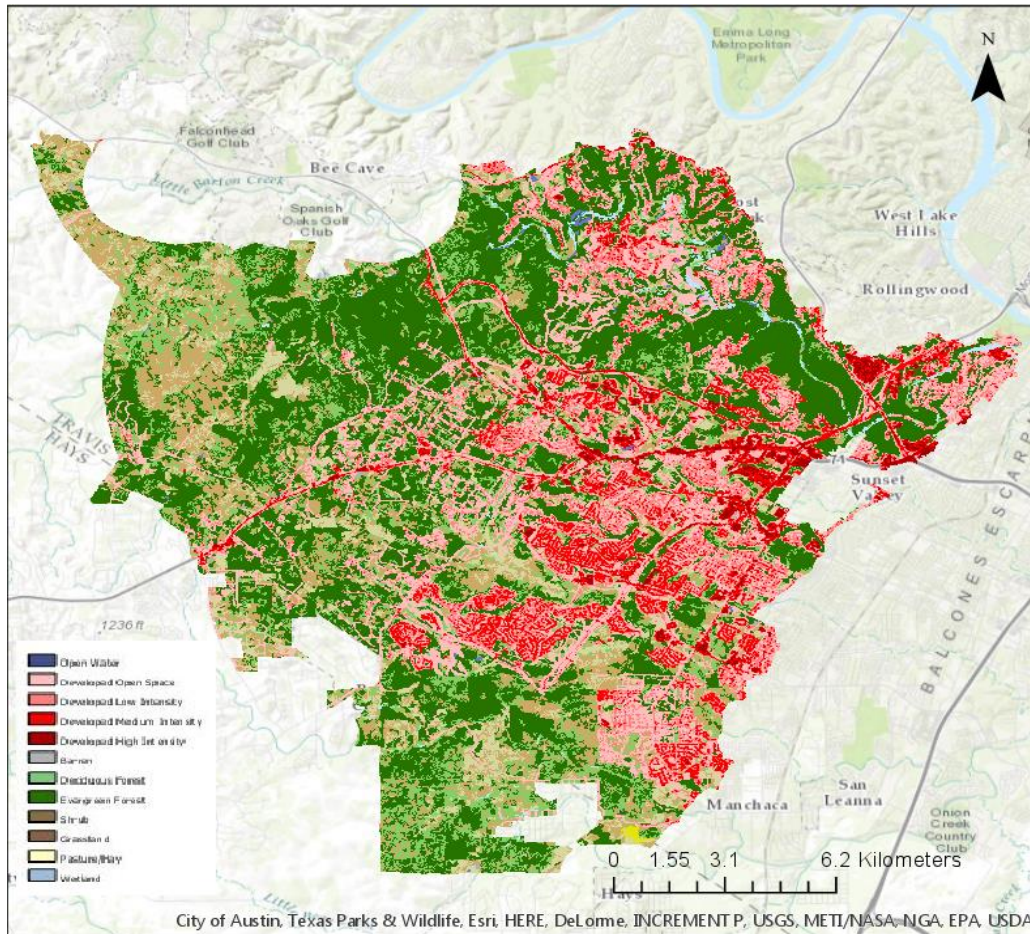 Emma Long
Metropolitan
Park
N
Falconhead
Golf Club
Bee Cave
Little Barton Creek
Spanish
Oaks Golf
Club
West Lake
Hills
Rollingwood
TRAVIS
HAYS
Sunset
Valley
BALCONES ESCARP
1236 ft
Open Water
Developed Open Space
Developed Low Intensity
Developed Medium Intensity
Developed High Intensity
Barren
Deciduous Forest
Evergreen Forest
Shrub
Grassland
Pasture/Hay
Wetland
Manchaca
San
Leanna
Onion
Creek
Country
Club
0 1.55 3.1 6.2 Kilometers
Hays
City of Austin, Texas Parks & Wildlife, Esri, HERE, DeLorme, INCREMENT P, USGS, METI/NASA, NGA, EPA, USDA